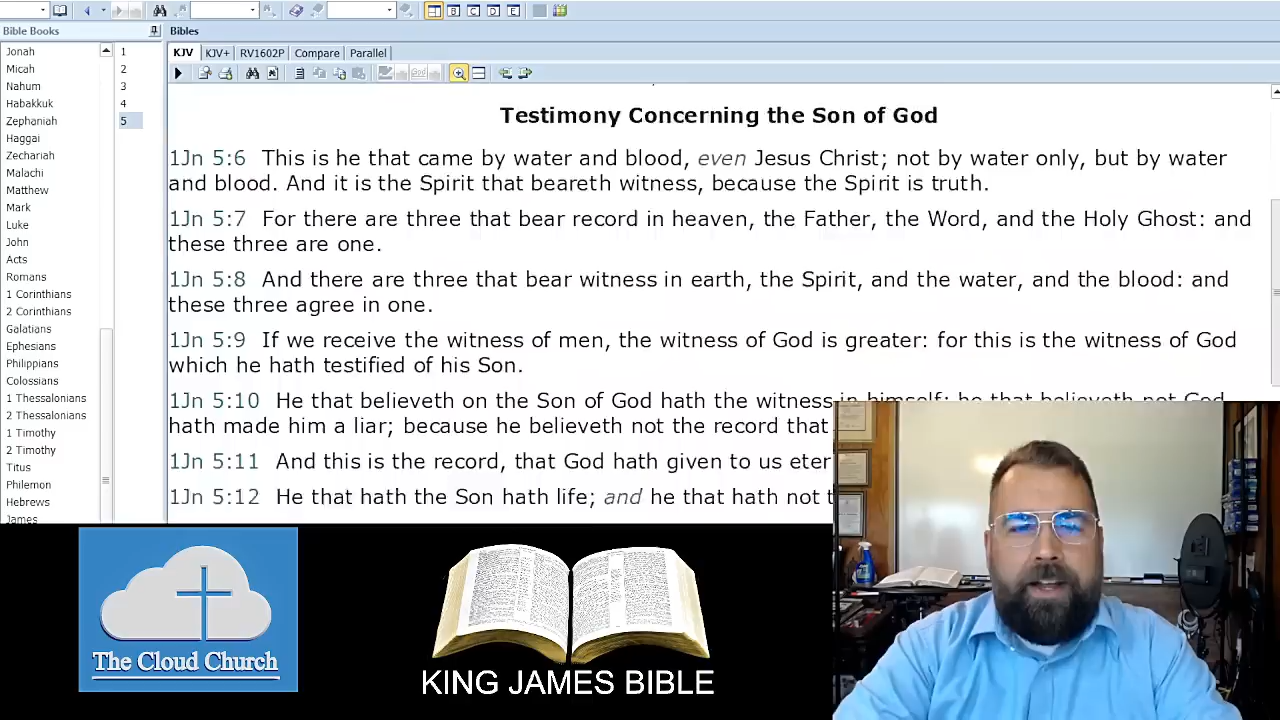 Bible Books
Bibles
B C D E
KJV KJV+ RV1602P Compare Parallel
Jonah
Micah
Nahum
Habakkuk
Zephaniah
Haggai
Zechariah
Malachi
Matthew
Mark
Luke
John
Acts
Romans
1 Corinthians
2 Corinthians
Galatians
Ephesians
Philippians
Colossians
1 Thessalonians
2 Thessalonians
1 Timothy
2 Timothy
Titus
Philemon
Hebrews
James
1
2
3
4
5
Testimony Concerning the Son of God
1Jn 5:6 This is he that came by water and blood, even Jesus Christ; not by water only, but by water
and blood. And it is the Spirit that beareth witness, because the Spirit is truth.
1Jn 5:7 For there are three that bear record in heaven, the Father, the Word, and the Holy Ghost: and
these three are one.
1Jn 5:8 And there are three that bear witness in earth, the Spirit, and the water, and the blood: and
these three agree in one.
1Jn 5:9 If we receive the witness of men, the witness of God is greater: for this is the witness of God
which he hath testified of his Son.
1Jn 5:10 He that believeth on the Son of God hath the witness in himself: he that believeth not God
hath made him a liar; because he believeth not the record that
1Jn 5:11 And this is the record, that God hath given to us eter
1Jn 5:12 He that hath the Son hath life; and he that hath not
The Cloud Church
KING JAMES BIBLE